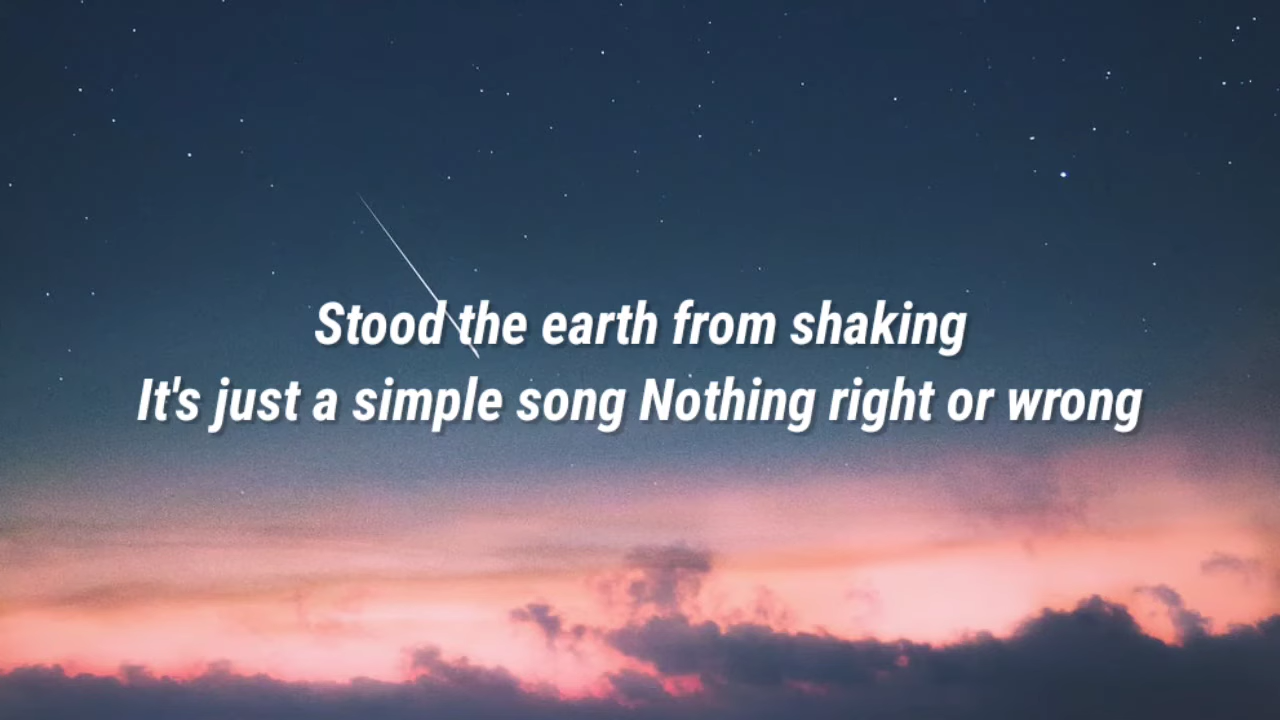 Stood the earth from shaking
It's just a simple song Nothing right or wrong